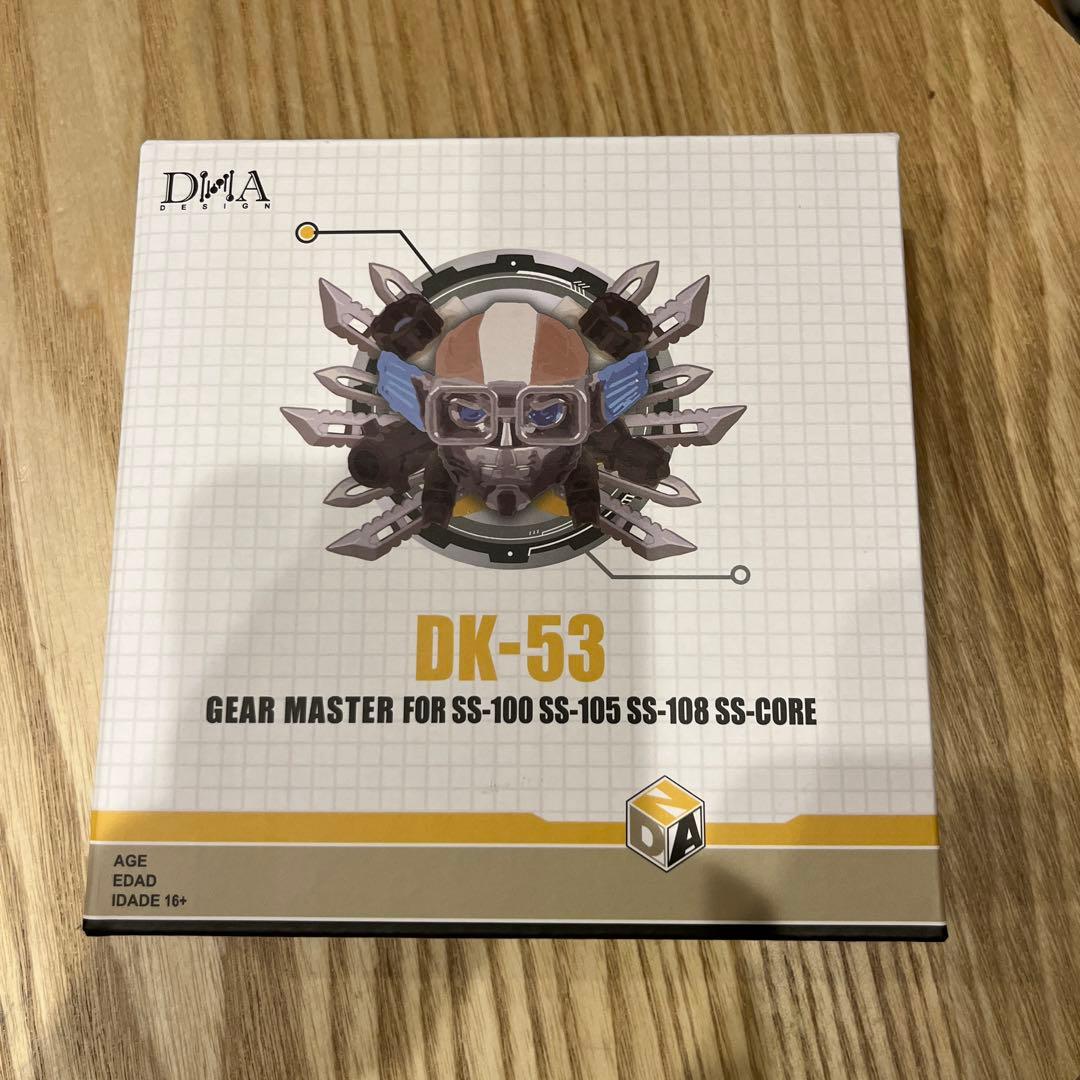 DNA
DESIGN
E
DK-53
GEAR MASTER FOR SS-100 SS-105 SS-108 SS-CORE
DNA
AGE
EDAD
IDADE 16+